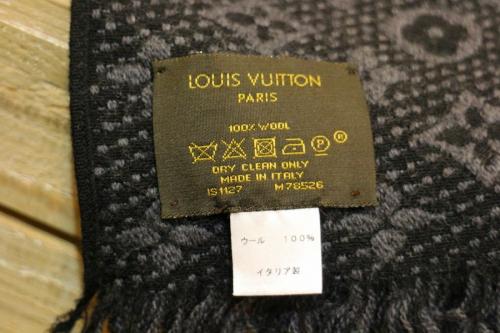 LOUIS VUITTON
PARIS
100% WOOL
P R
DRY CLEAN ONLY
MADE IN ITALY
IS1127 M78526
ウール 100%
イタリア製